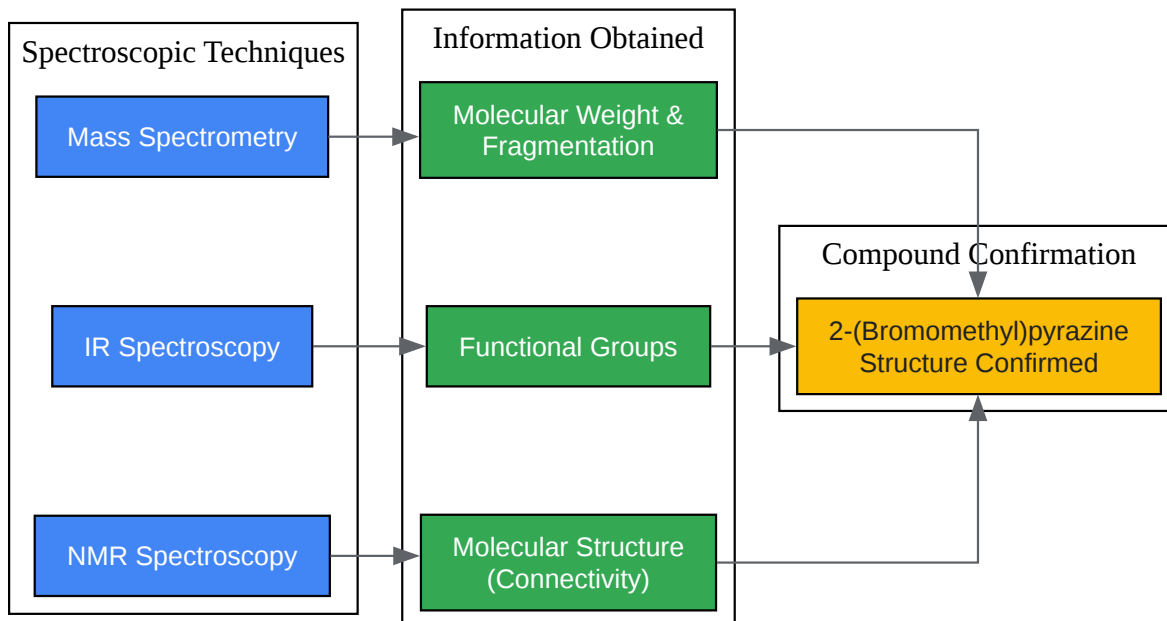 Spectroscopic Techniques
Mass Spectrometry
IR Spectroscopy
NMR Spectroscopy
Information Obtained
Molecular Weight &
Fragmentation
Functional Groups
Molecular Structure
(Connectivity)
Compound Confirmation
2-(Bromomethyl)pyrazine
Structure Confirmed